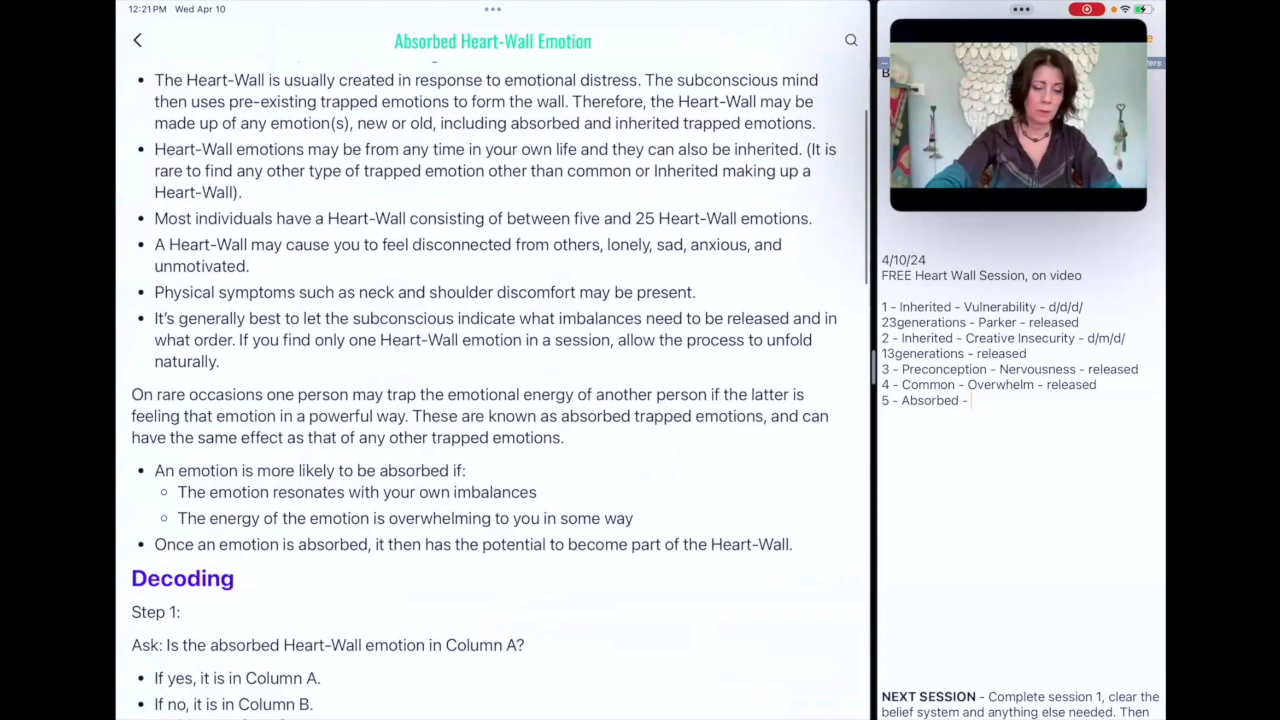 12:21 PM Wed Apr 10
Absorbed Heart-Wall Emotion
• The Heart-Wall is usually created in response to emotional distress. The subconscious mind
then uses pre-existing trapped emotions to form the wall. Therefore, the Heart-Wall may be
made up of any emotion(s), new or old, including absorbed and inherited trapped emotions.
• Heart-Wall emotions may be from any time in your own life and they can also be inherited. (It is
rare to find any other type of trapped emotion other than common or Inherited making up a
Heart-Wall).
• Most individuals have a Heart-Wall consisting of between five and 25 Heart-Wall emotions.
• A Heart-Wall may cause you to feel disconnected from others, lonely, sad, anxious, and
unmotivated.
• Physical symptoms such as neck and shoulder discomfort may be present.
• It’s generally best to let the subconscious indicate what imbalances need to be released and in
what order. If you find only one Heart-Wall emotion in a session, allow the process to unfold
naturally.
On rare occasions one person may trap the emotional energy of another person if the latter is
feeling that emotion in a powerful way. These are known as absorbed trapped emotions, and can
have the same effect as that of any other trapped emotions.
• An emotion is more likely to be absorbed if:
○ The emotion resonates with your own imbalances
○ The energy of the emotion is overwhelming to you in some way
• Once an emotion is absorbed, it then has the potential to become part of the Heart-Wall.
Decoding
Step 1:
Ask: Is the absorbed Heart-Wall emotion in Column A?
• If yes, it is in Column A.
• If no, it is in Column B.
4/10/24
FREE Heart Wall Session, on video
1 - Inherited - Vulnerability - d/d/d/
23generations - Parker - released
2 - Inherited - Creative Insecurity - d/m/d/
13generations - released
3 - Preconception - Nervousness - released
4 - Common - Overwhelm - released
5 - Absorbed -
NEXT SESSION - Complete session 1, clear the
belief system and anything else needed. Then